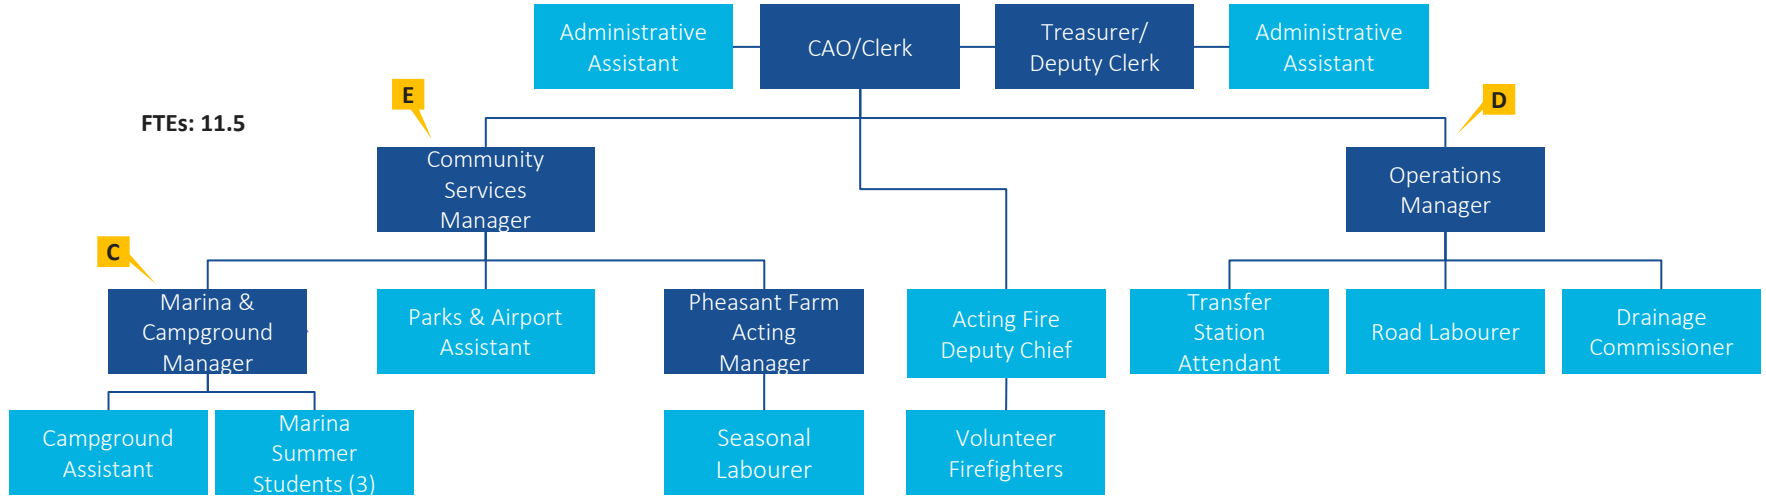 Administrative
Assistant
CAO/Clerk
Treasurer/
Deputy Clerk
Administrative
Assistant
E
D
FTEs: 11.5
Community
Services
Manager
Operations
Manager
C
Marina &
Campground
Manager
Parks & Airport
Assistant
Pheasant Farm
Acting
Manager
Acting Fire
Deputy Chief
Transfer
Station
Attendant
Road Labourer
Drainage
Commissioner
Campground
Assistant
Marina
Summer
Students (3)
Seasonal
Labourer
Volunteer
Firefighters